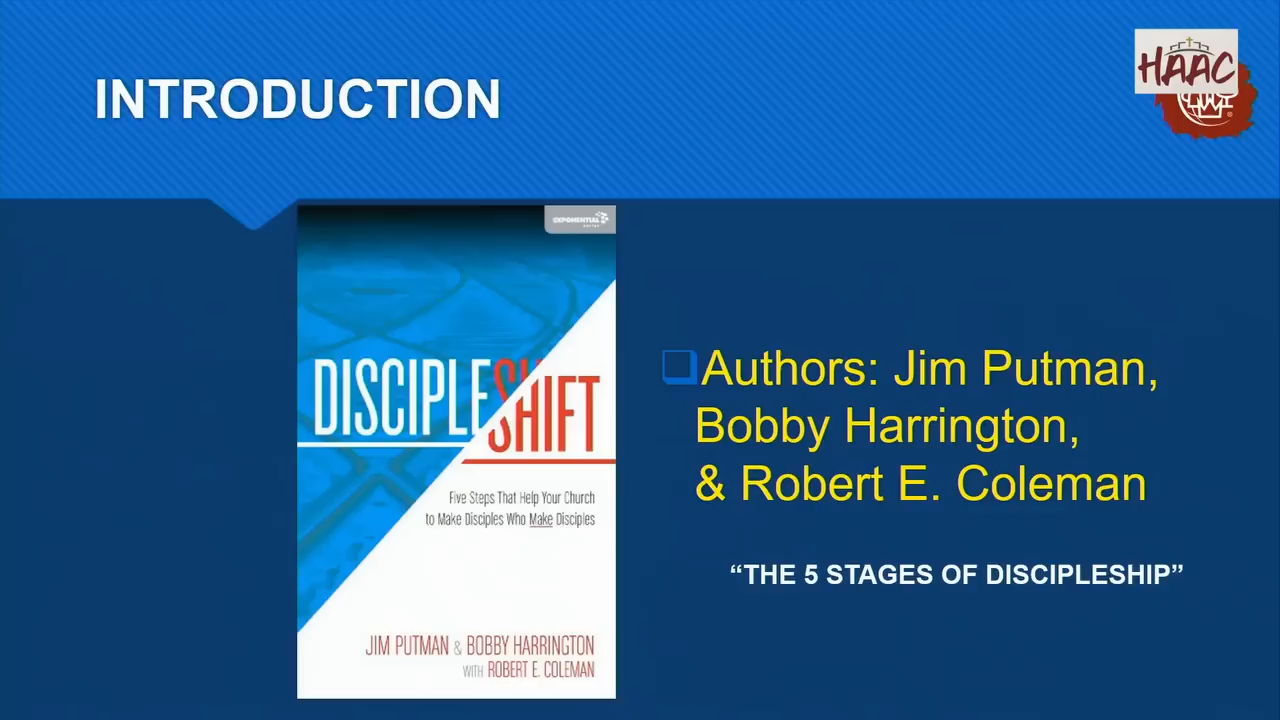 INTRODUCTION
HAAC
EXPONENTIAL
SERIES
DISCIPLESHIFT
Five Steps That Help Your Church
to Make Disciples Who Make Disciples
JIM PUTMAN & BOBBY HARRINGTON
WITH ROBERT E. COLEMAN
Authors: Jim Putman,
Bobby Harrington,
& Robert E. Coleman
“THE 5 STAGES OF DISCIPLESHIP”